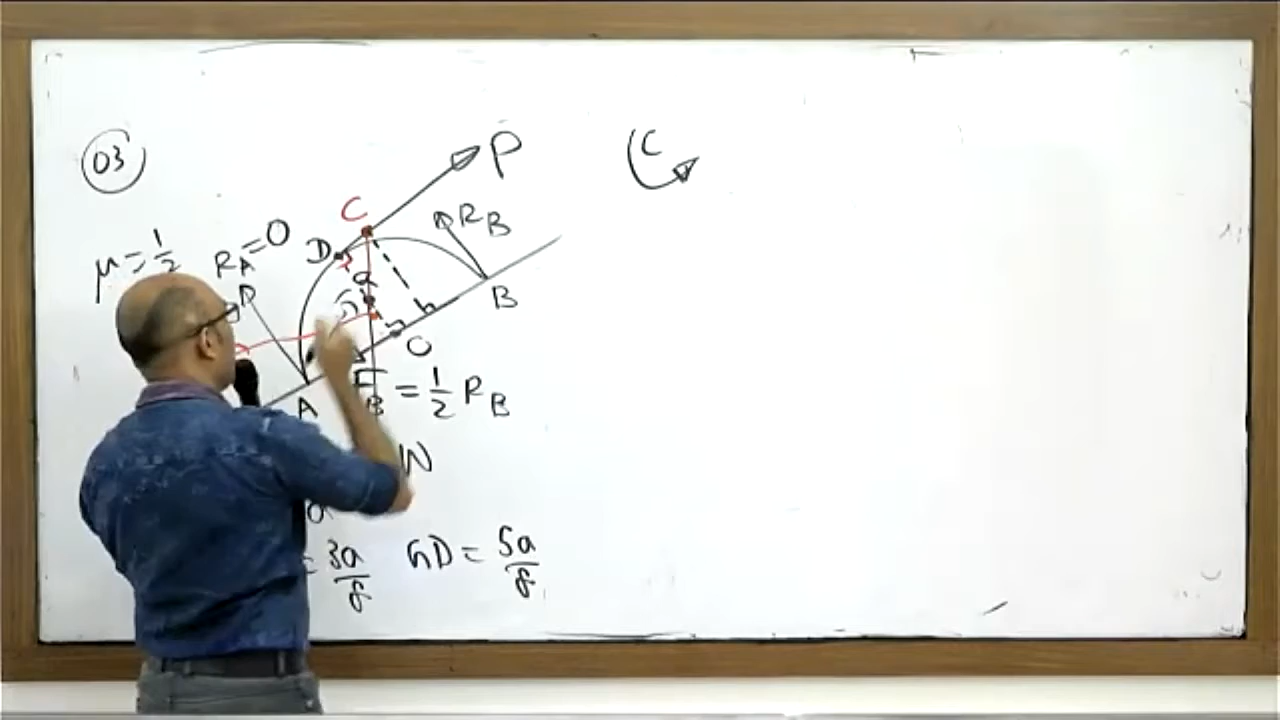 03
μ = 1/2
P
C
C
D
R_A = 0
R_B
G
B
O
A
= 1/2 R_B
W
a
= 3a/8 GD = 5a/8